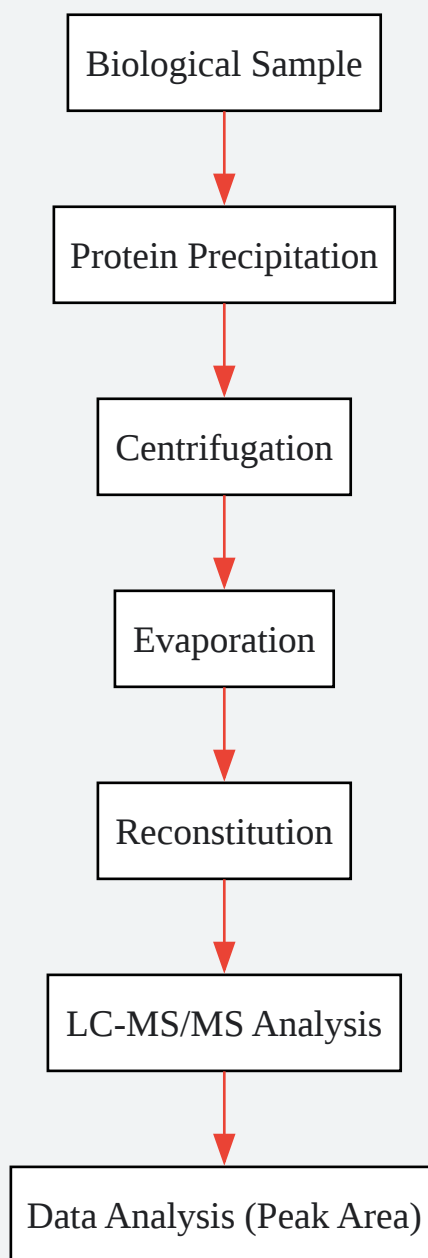 Biological Sample
Protein Precipitation
Centrifugation
Evaporation
Reconstitution
LC-MS/MS Analysis
Data Analysis (Peak Area)